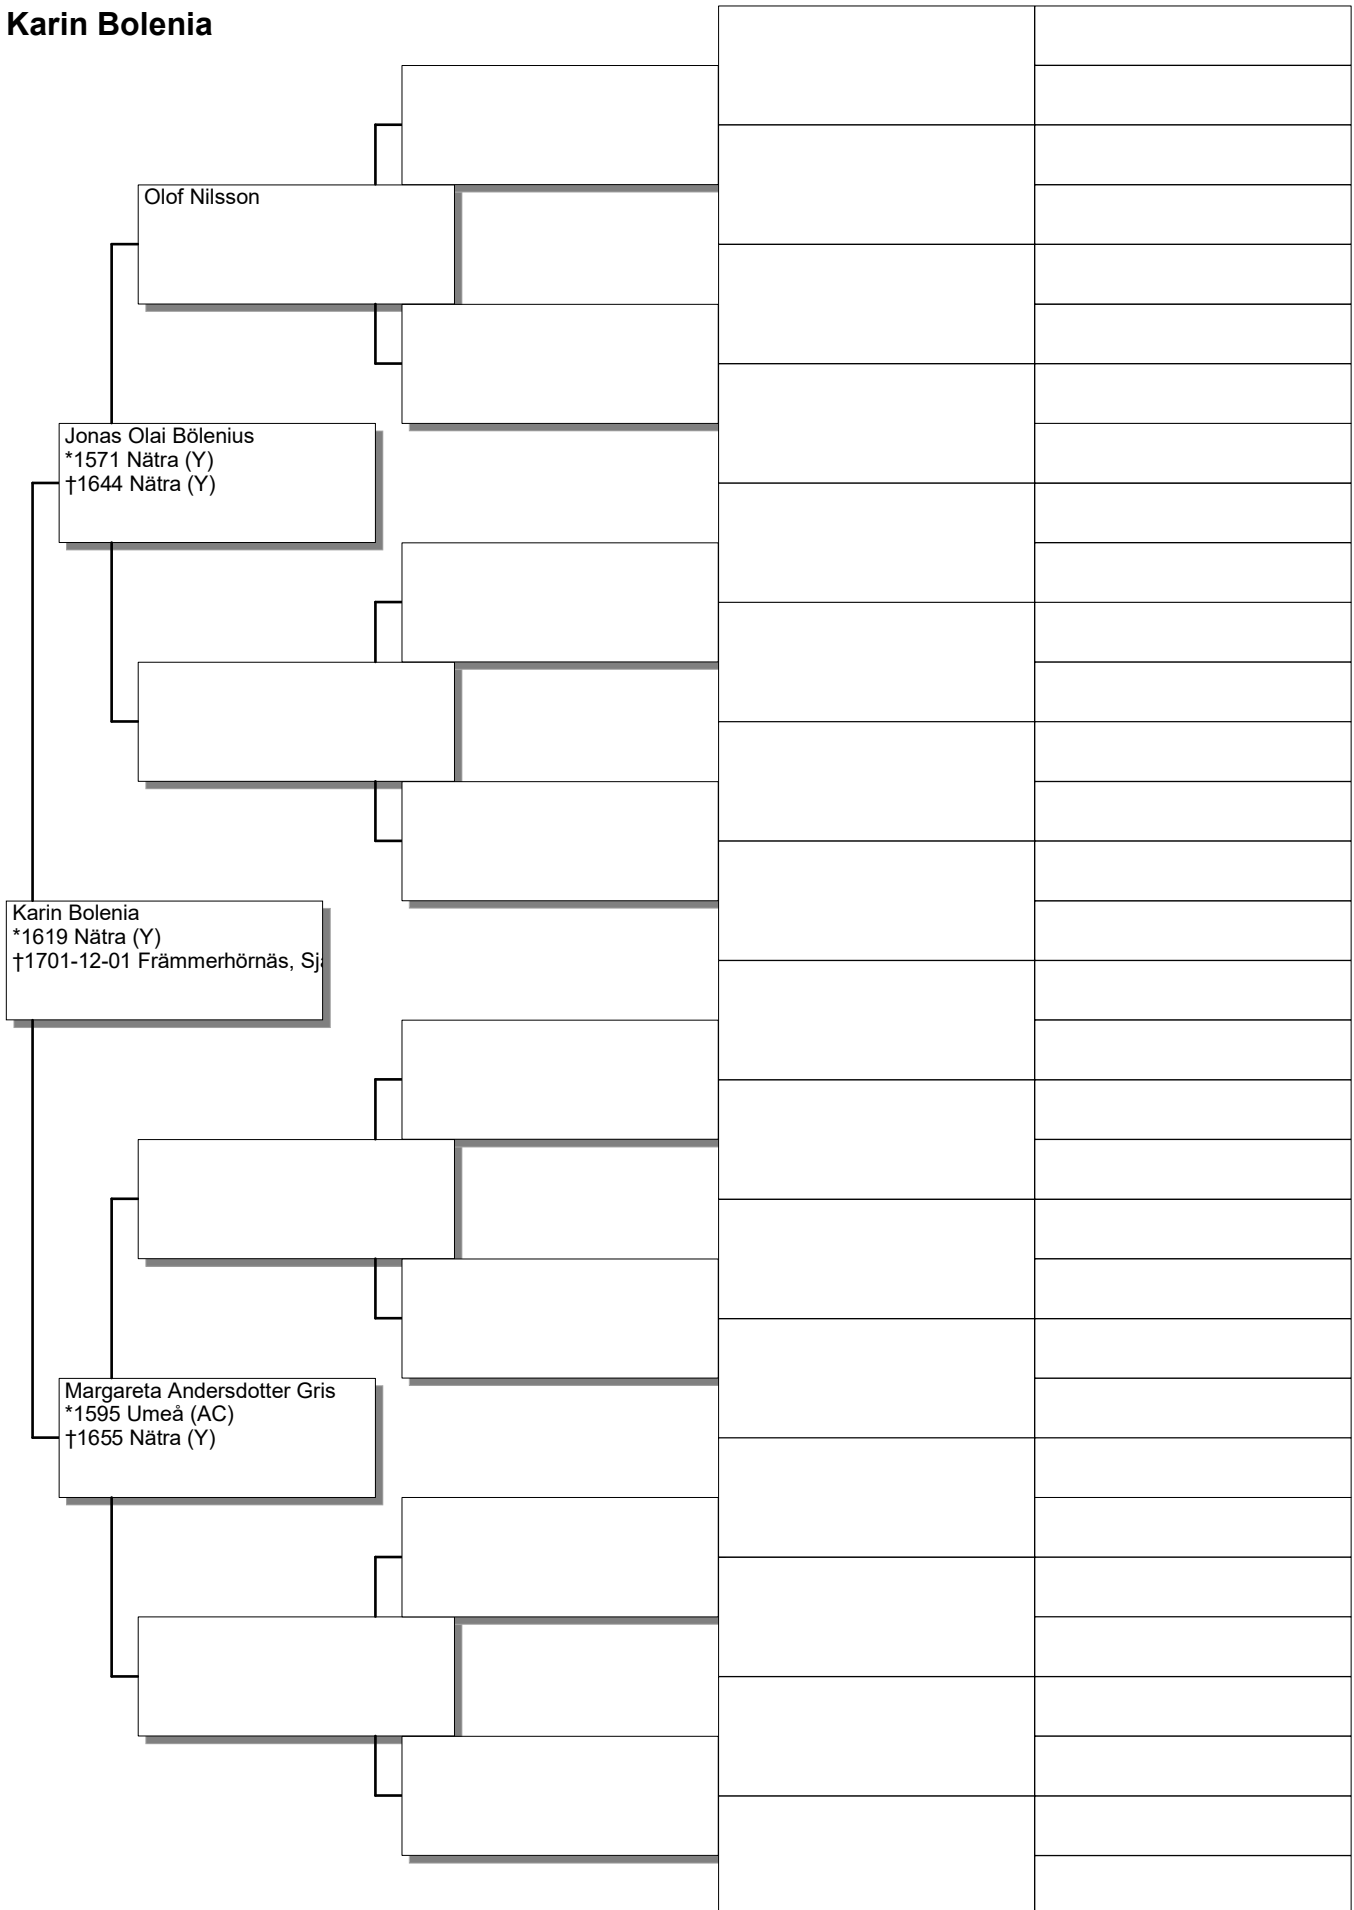 Karin Bolenia
Olof Nilsson
Jonas Olai Bölenius
*1571 Nätra (Y)
†1644 Nätra (Y)
Karin Bolenia
*1619 Nätra (Y)
†1701-12-01 Främmerhörnäs,
Margareta Andersdotter Gris
*1595 Umeå (AC)
†1655 Nätra (Y)